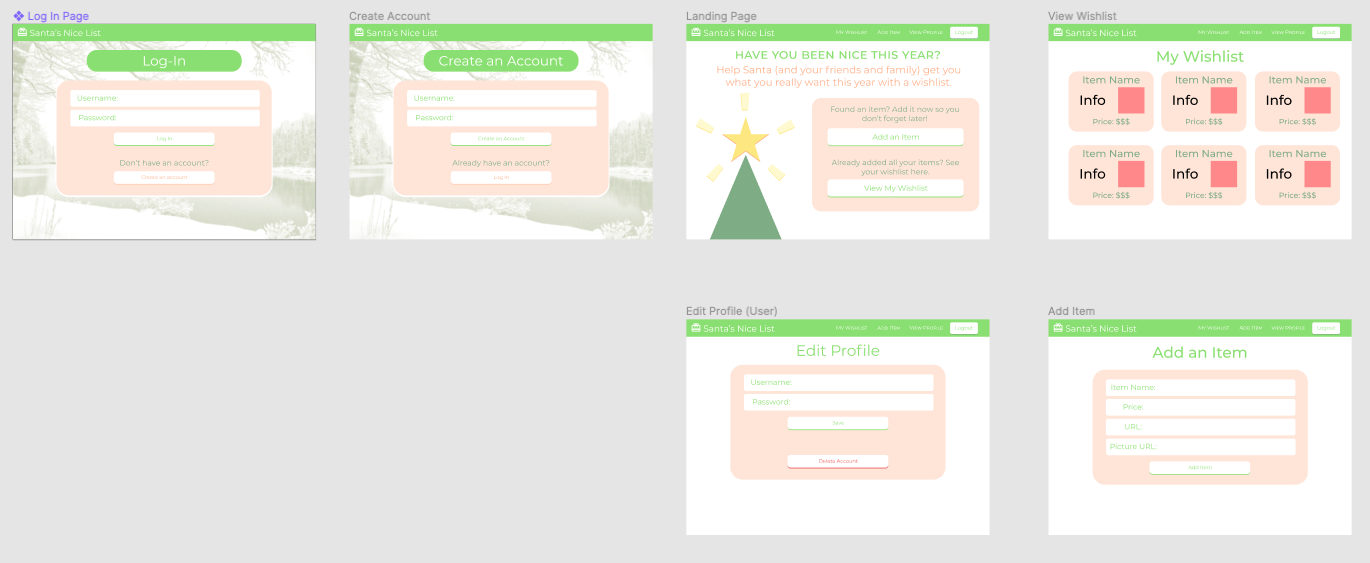 Log In Page
Santa's Nice List
Log-In
Username:
Password:
Log In
Don't have an account?
Create an account
Create Account
Santa's Nice List
Create an Account
Username:
Password:
Create an Account
Already have an account?
Log In
Landing Page
Santa's Nice List
My Wishlist Add Item View Profile Logout
HAVE YOU BEEN NICE THIS YEAR?
Help Santa (and your friends and family) get you
what you really want this year with a wishlist.
Found an item? Add it now so you
don't forget later!
Add an Item
Already added all your items? See
your wishlist here.
View My Wishlist
View Wishlist
Santa's Nice List
My Wishlist Add Item View Profile Logout
My Wishlist
Item Name Item Name Item Name
Info Info Info
Price: $$$ Price: $$$ Price: $$$
Item Name Item Name Item Name
Info Info Info
Price: $$$ Price: $$$ Price: $$$
Edit Profile (User)
Santa's Nice List
My Wishlist Add Item View Profile Logout
Edit Profile
Username:
Password:
Save
Delete Account
Add Item
Santa's Nice List
My Wishlist Add Item View Profile Logout
Add an Item
Item Name:
Price:
URL:
Picture URL:
Add Item